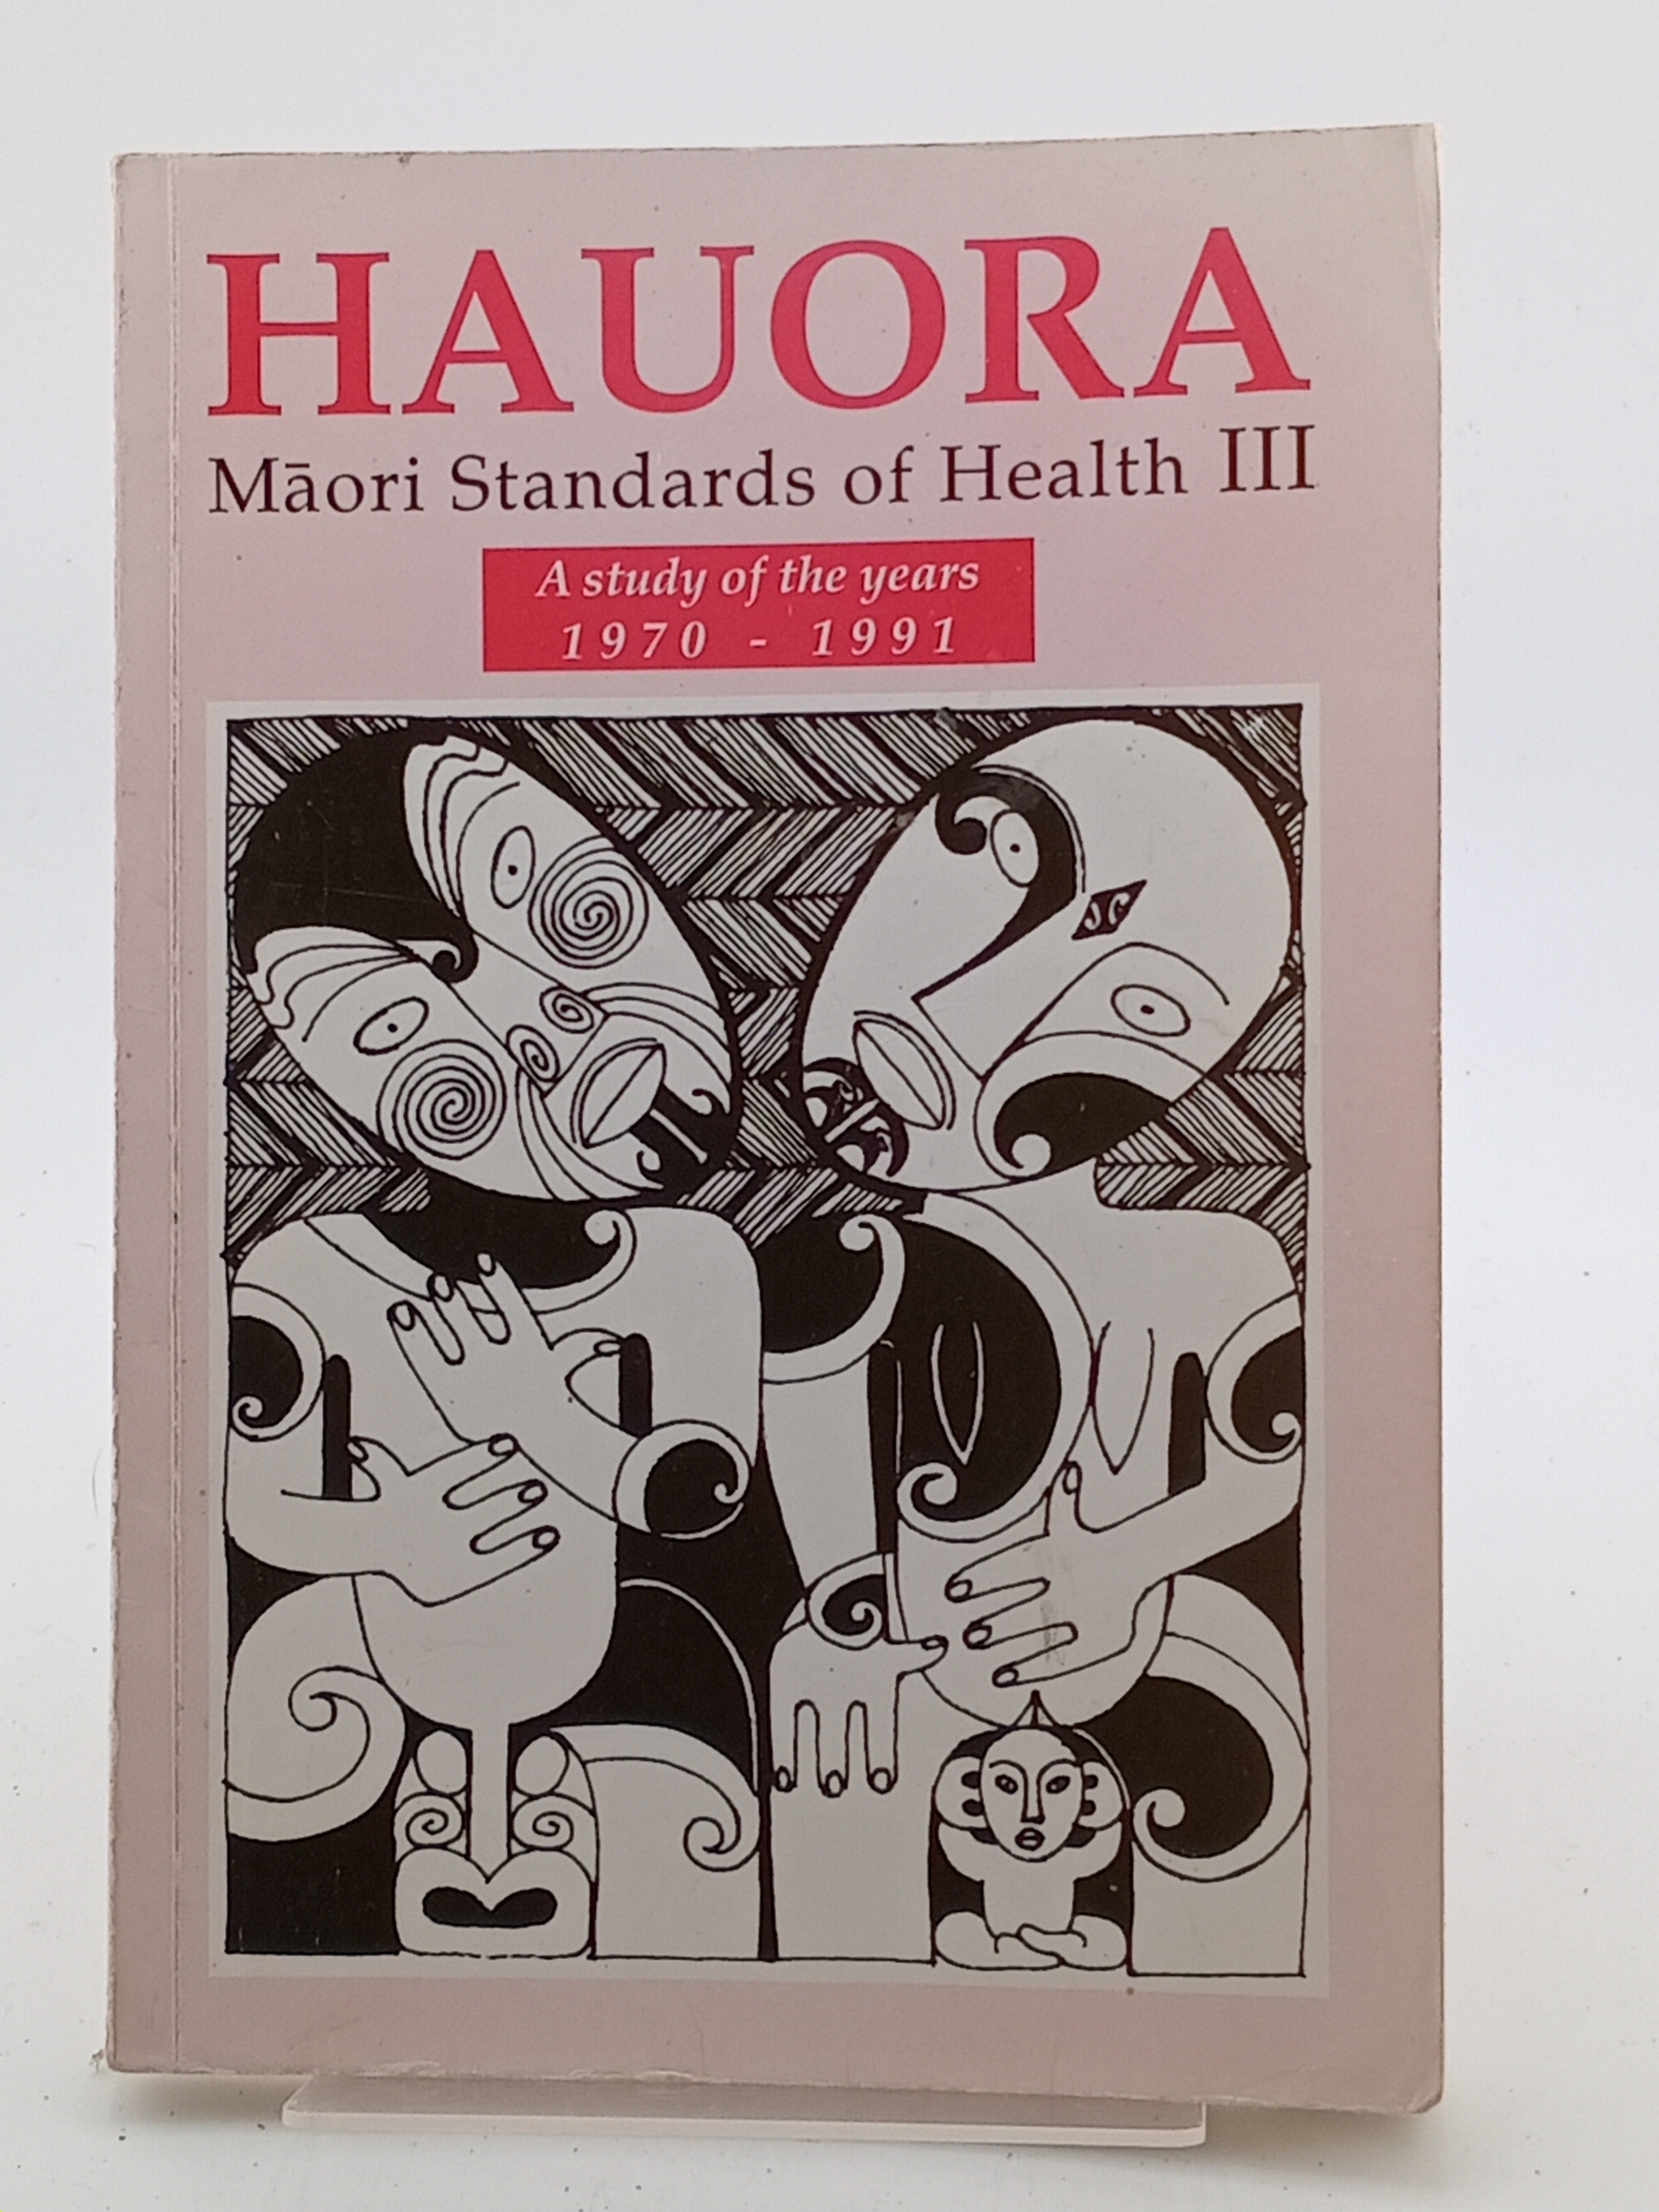 HAUORA
Māori Standards of Health III
A study of the years
1970 - 1991